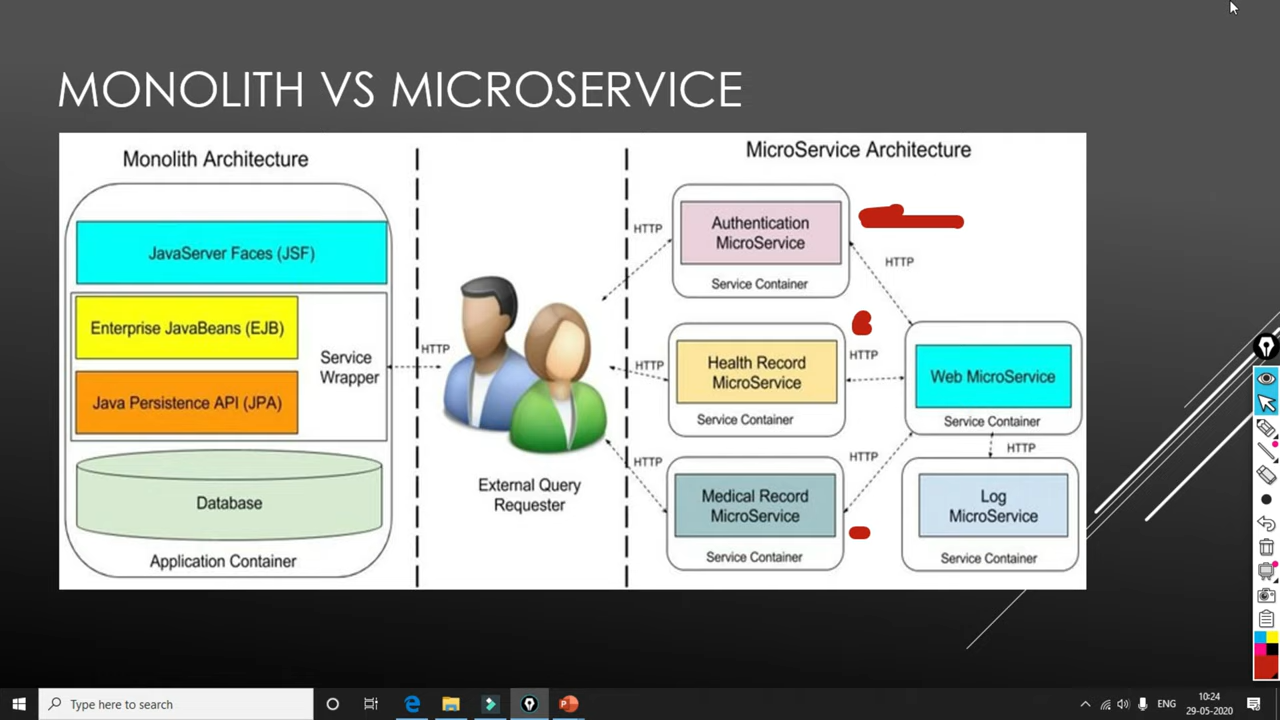 MONOLITH VS MICROSERVICE
Monolith Architecture
JavaServer Faces (JSF)
Enterprise JavaBeans (EJB)
Java Persistence API (JPA)
Service
Wrapper
Database
Application Container
HTTP
External Query
Requester
MicroService Architecture
HTTP
Authentication
MicroService
Service Container
HTTP
HTTP
Health Record
MicroService
Service Container
HTTP
Web MicroService
Service Container
HTTP
HTTP
Medical Record
MicroService
Service Container
HTTP
Log
MicroService
Service Container
Type here to search
ENG
10:24
29-05-2020